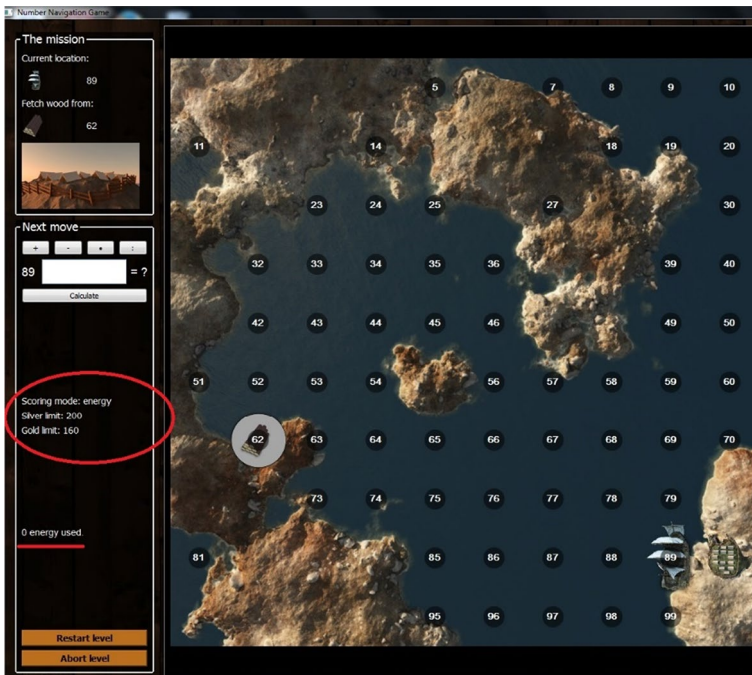 Number Navigation Game
The mission
Current location:
89
Fetch wood from:
62
Next move
+ - • :
89 = ?
Calculate
Scoring mode: energy
Silver limit: 200
Gold limit: 160
0 energy used.
Restart level
Abort level
5 7 8 9 10
11 14 18 19 20
23 24 25 27 30
32 33 34 35 36 39 40
42 43 44 45 46 49 50
51 52 53 54 56 57 58 59 60
62 63 64 65 66 67 68 69 70
73 74 75 76 77 78 79
81 85 86 87 88 89
95 96 97 98 99